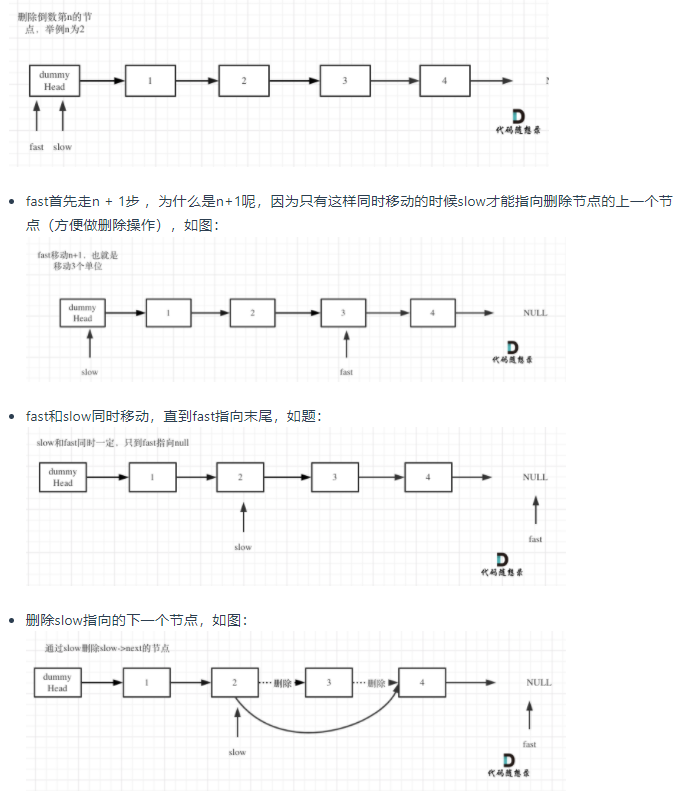 删除倒数第n的节
点，举例n为2
dummy Head 1 2 3 4
fast slow
代码随想录
fast首先走n + 1步 ，为什么是n+1呢，因为只有这样同时移动的时候slow才能指向删除节点的上一个节
点（方便做删除操作），如图：
fast移动n+1，也就是
移动3个单位
dummy Head 1 2 3 4 NULL
slow fast
代码随想录
fast和slow同时移动，直到fast指向末尾，如题：
slow和fast同时一定，只到fast指向null
dummy Head 1 2 3 4 NULL
slow fast
代码随想录
删除slow指向的下一个节点，如图：
通过slow删除slow->next的节点
dummy Head 1 2 删除 3 删除 4 NULL
slow fast
代码随想录